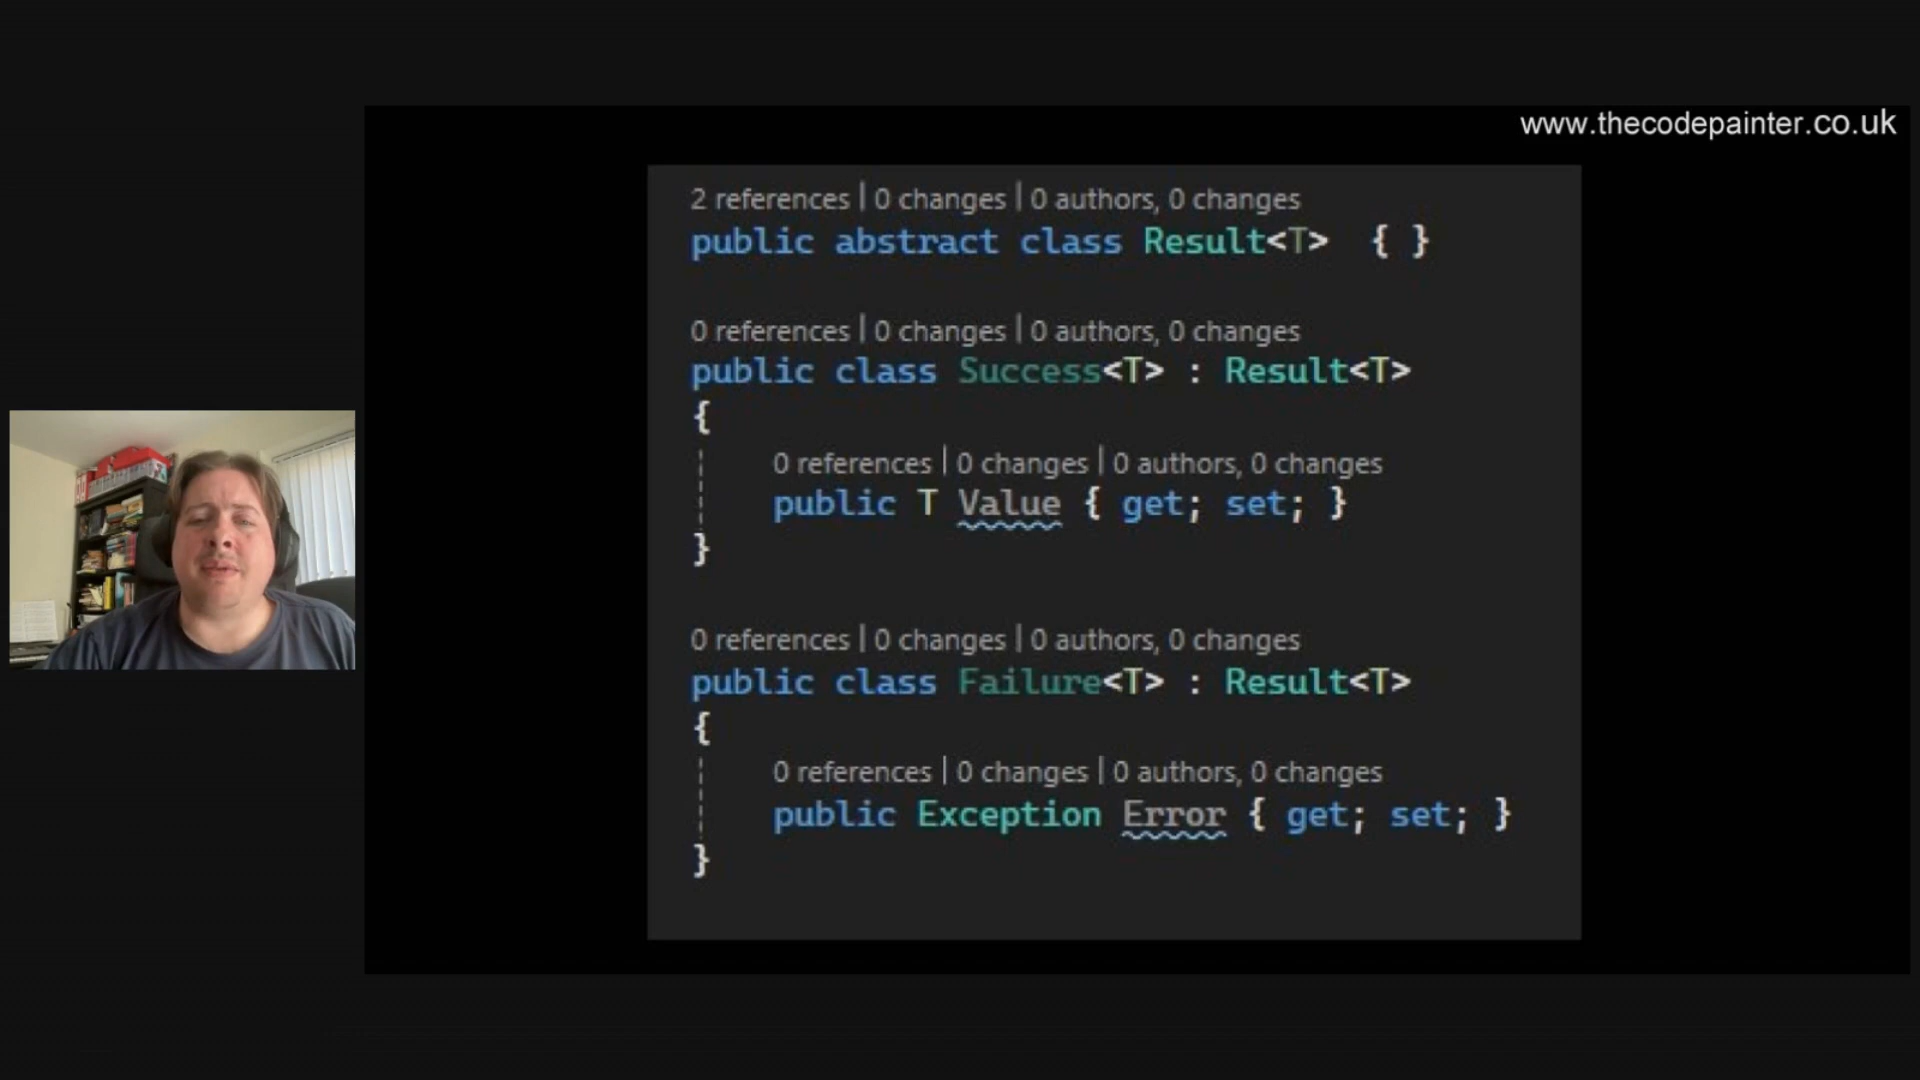 www.thecodepainter.co.uk
2 references | 0 changes | 0 authors, 0 changes
public abstract class Result<T>  { }
0 references | 0 changes | 0 authors, 0 changes
public class Success<T> : Result<T>
{
0 references | 0 changes | 0 authors, 0 changes
public T Value { get; set; }
}
0 references | 0 changes | 0 authors, 0 changes
public class Failure<T> : Result<T>
{
0 references | 0 changes | 0 authors, 0 changes
public Exception Error { get; set; }
}